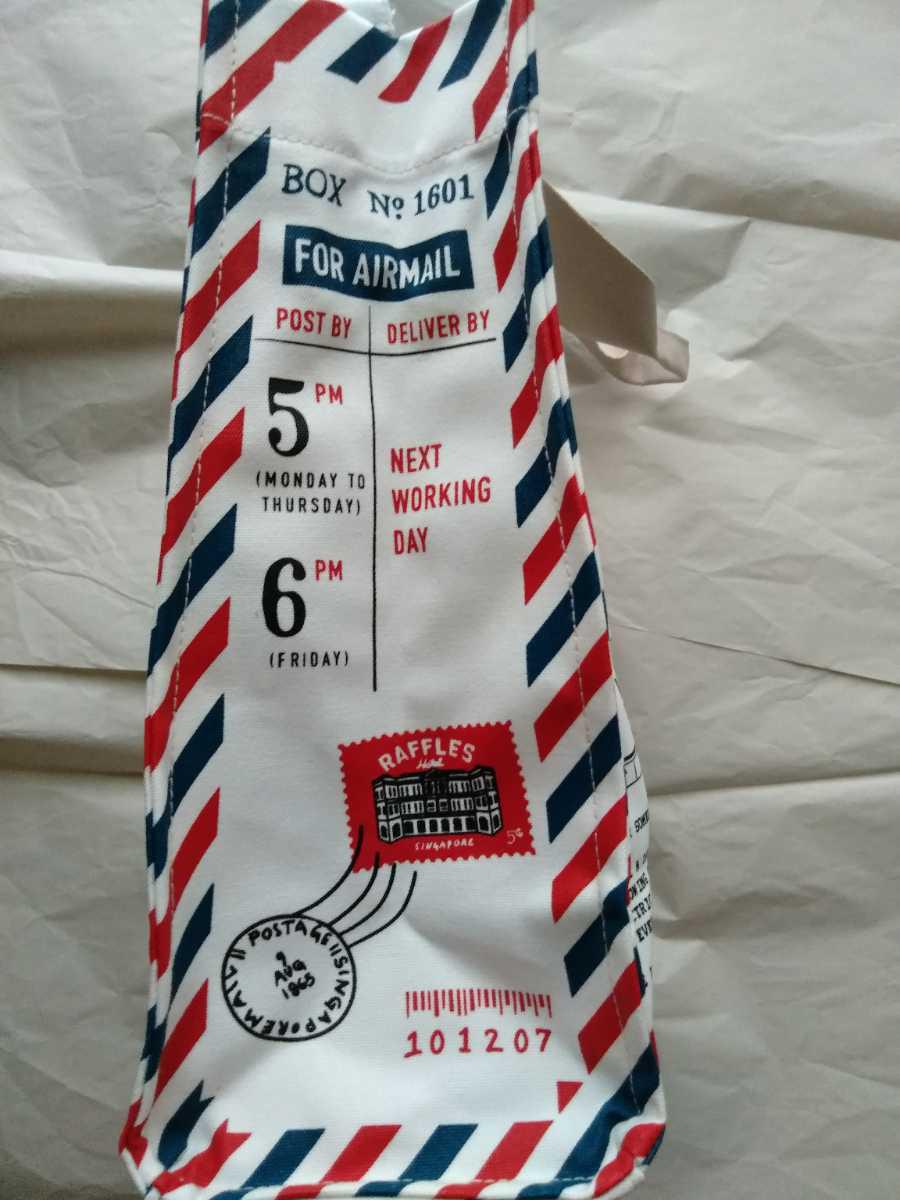 BOX Nº 1601
FOR AIRMAIL
POST BY
DELIVER BY
5 PM
(MONDAY TO
THURSDAY)
6 PM
(FRIDAY)
NEXT
WORKING
DAY
RAFFLES
Hotel
SINGAPORE
5¢
POSTAGE || SINGAPORE MAIL ||
9
AUG
1965
101207